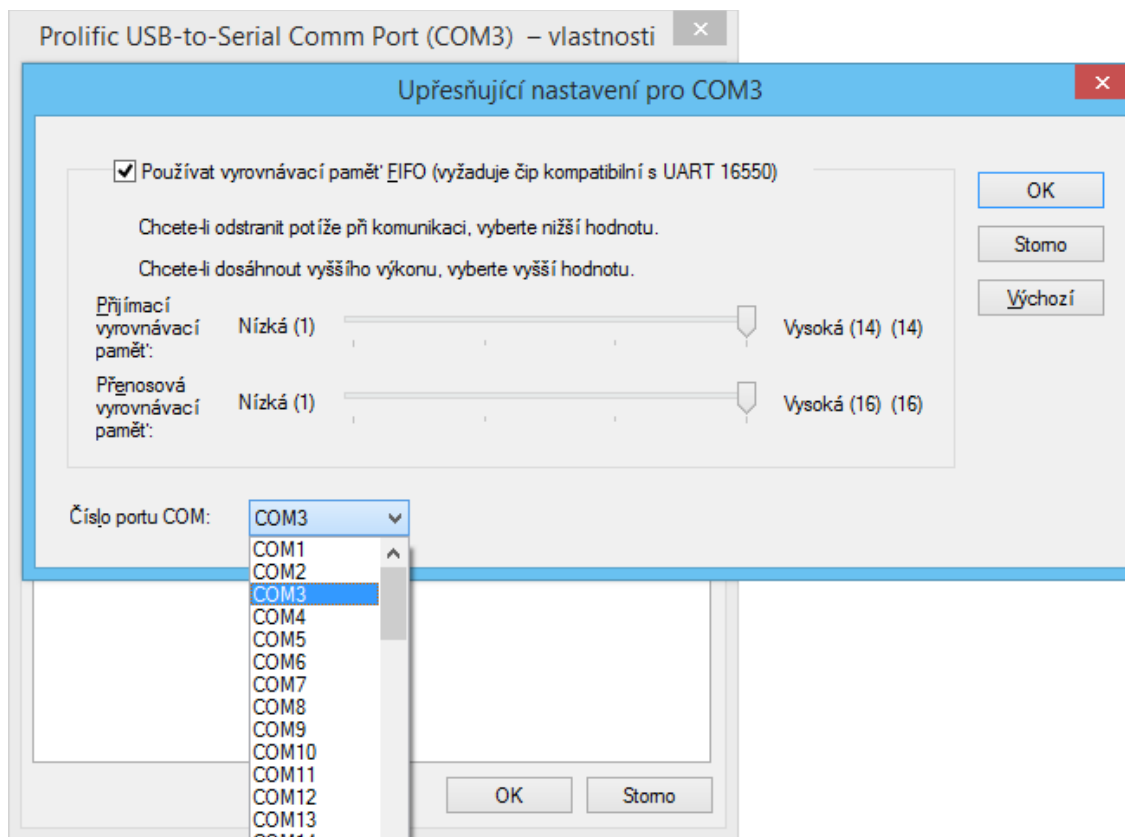 Prolific USB-to-Serial Comm Port (COM3) – vlastnosti
Upřesňující nastavení pro COM3
Používat vyrovnávací paměť FIFO (vyžaduje čip kompatibilní s UART 16550)
OK
Chcete-li odstranit potíže při komunikaci, vyberte nižší hodnotu.
Storno
Chcete-li dosáhnout vyššího výkonu, vyberte vyšší hodnotu.
Výchozí
Přijímací
vyrovnávací
paměť:
Nízká (1)
Vysoká (14) (14)
Přenosová
vyrovnávací
paměť:
Nízká (1)
Vysoká (16) (16)
Číslo portu COM:
COM3
COM1
COM2
COM3
COM4
COM5
COM6
COM7
COM8
COM9
COM10
COM11
COM12
COM13
OK
Storno